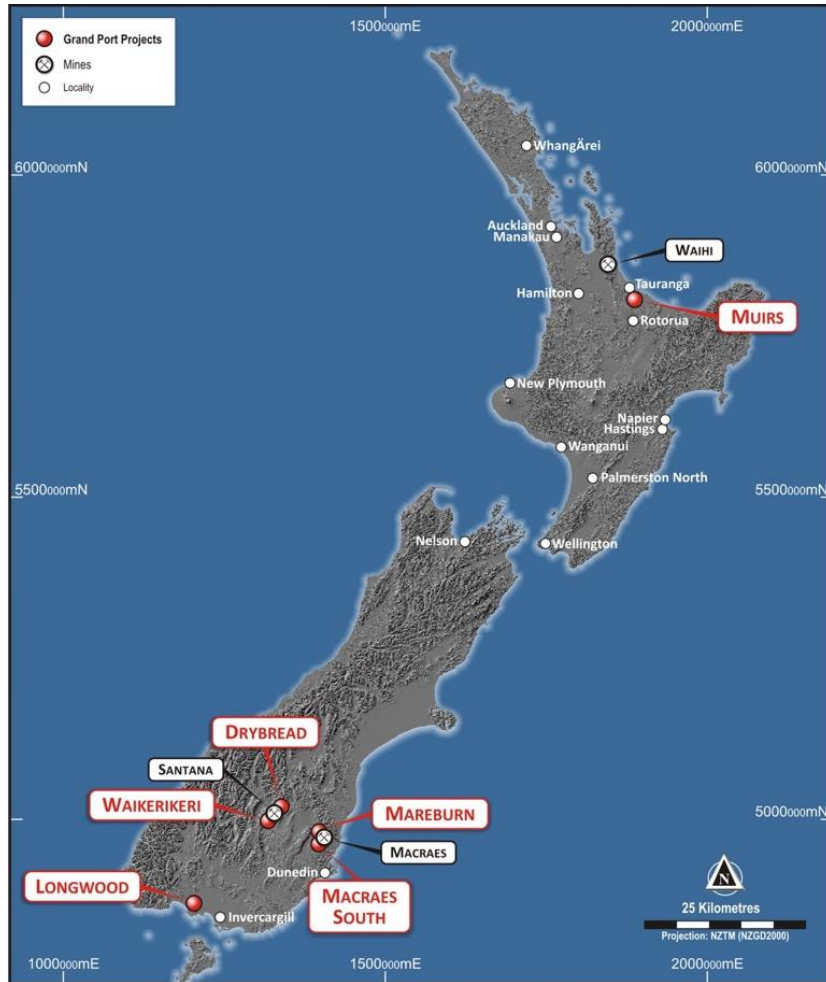 1500000mE
2000000mE
Grand Port Projects
Mines
Locality
WhangÄrei
6000000mN
6000000mN
Auckland
Manakau
WAIHI
Hamilton
Tauranga
MUIRS
Rotorua
New Plymouth
Napier
Hastings
Wanganui
Palmerston North
5500000mN
5500000mN
Nelson
Wellington
DRYBREAD
SANTANA
WAIKERIKERI
MAREBURN
5000000mN
MACRAES
Dunedin
LONGWOOD
MACRAES
SOUTH
Invercargill
N
25 Kilometres
Projection: NZTM (NZGD2000)
1000000mE
1500000mE
2000000mE